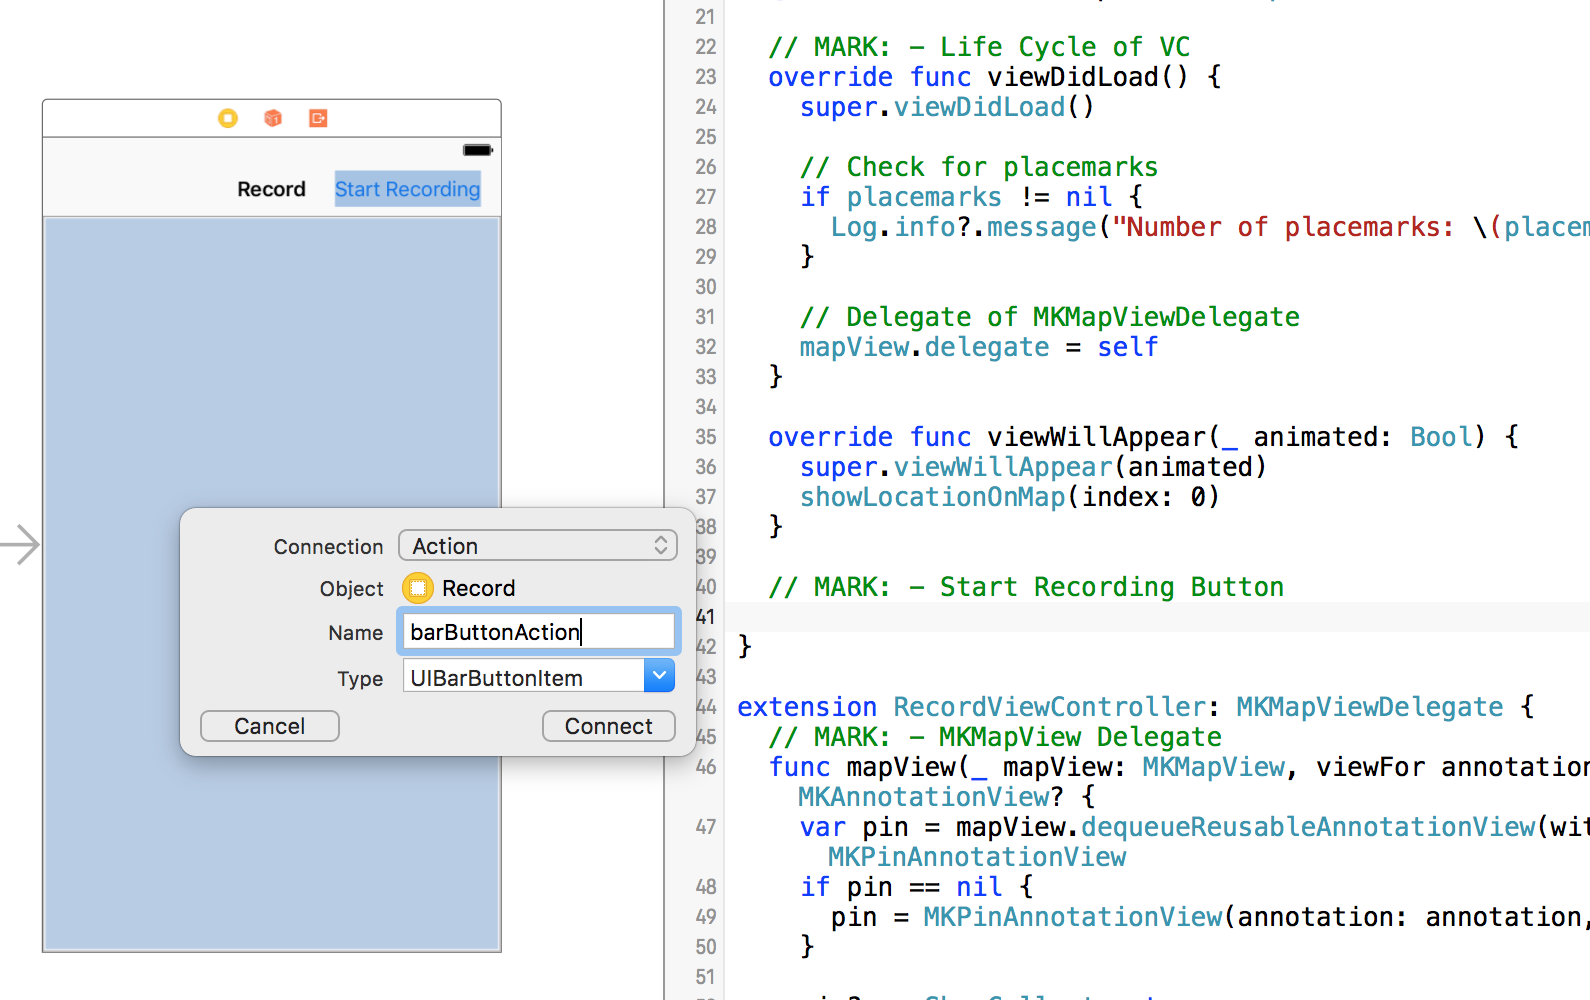 Record Start Recording
Connection Action
Object Record
Name barButtonAction
Type UIBarButtonItem
Cancel Connect
21
22 // MARK: - Life Cycle of VC
23 override func viewDidLoad() {
24 super.viewDidLoad()
25
26 // Check for placemarks
27 if placemarks != nil {
28 Log.info?.message("Number of placemarks: \(placem
29 }
30
31 // Delegate of MKMapViewDelegate
32 mapView.delegate = self
33 }
34
35 override func viewWillAppear(_ animated: Bool) {
36 super.viewWillAppear(animated)
37 showLocationOnMap(index: 0)
38 }
39
40 // MARK: - Start Recording Button
41
42 }
43
44 extension RecordViewController: MKMapViewDelegate {
45 // MARK: - MKMapView Delegate
46 func mapView(_ mapView: MKMapView, viewFor annotation
MKAnnotationView? {
47 var pin = mapView.dequeueReusableAnnotationView(wit
MKPinAnnotationView
48 if pin == nil {
49 pin = MKPinAnnotationView(annotation: annotation,
50 }
51